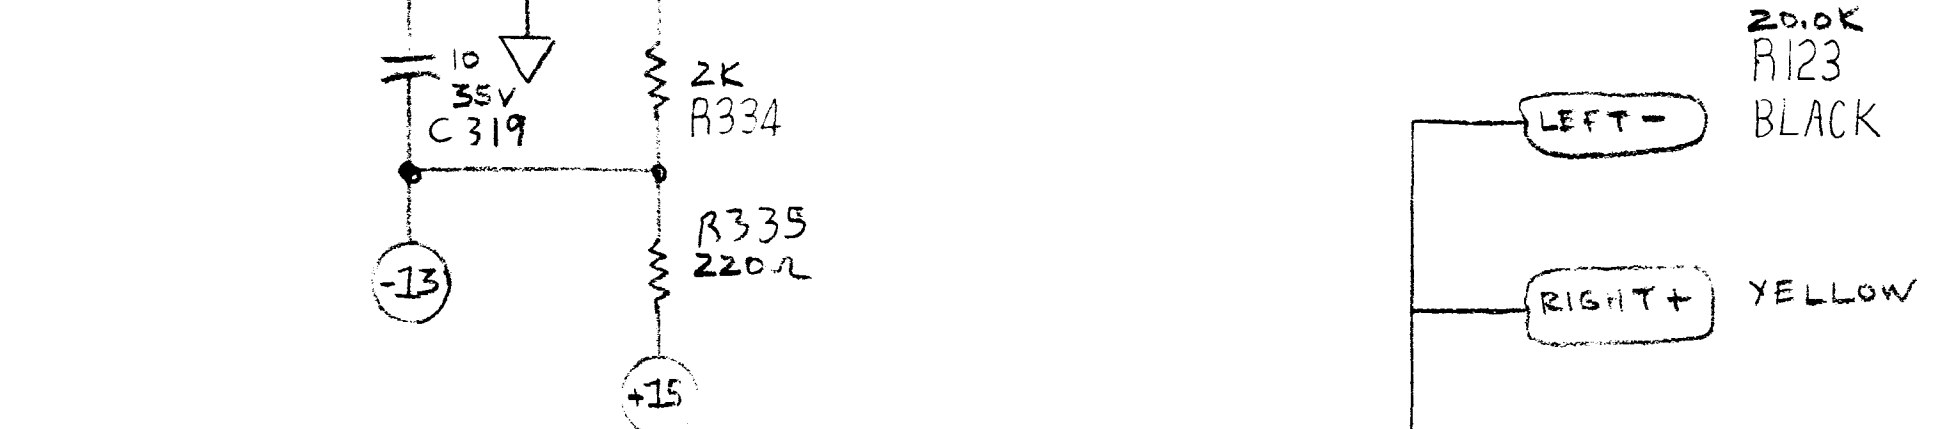 10
35V
C319
2K
R334
R335
220Ω
-13
+15
20.0K
R123
LEFT -
BLACK
RIGHT +
YELLOW